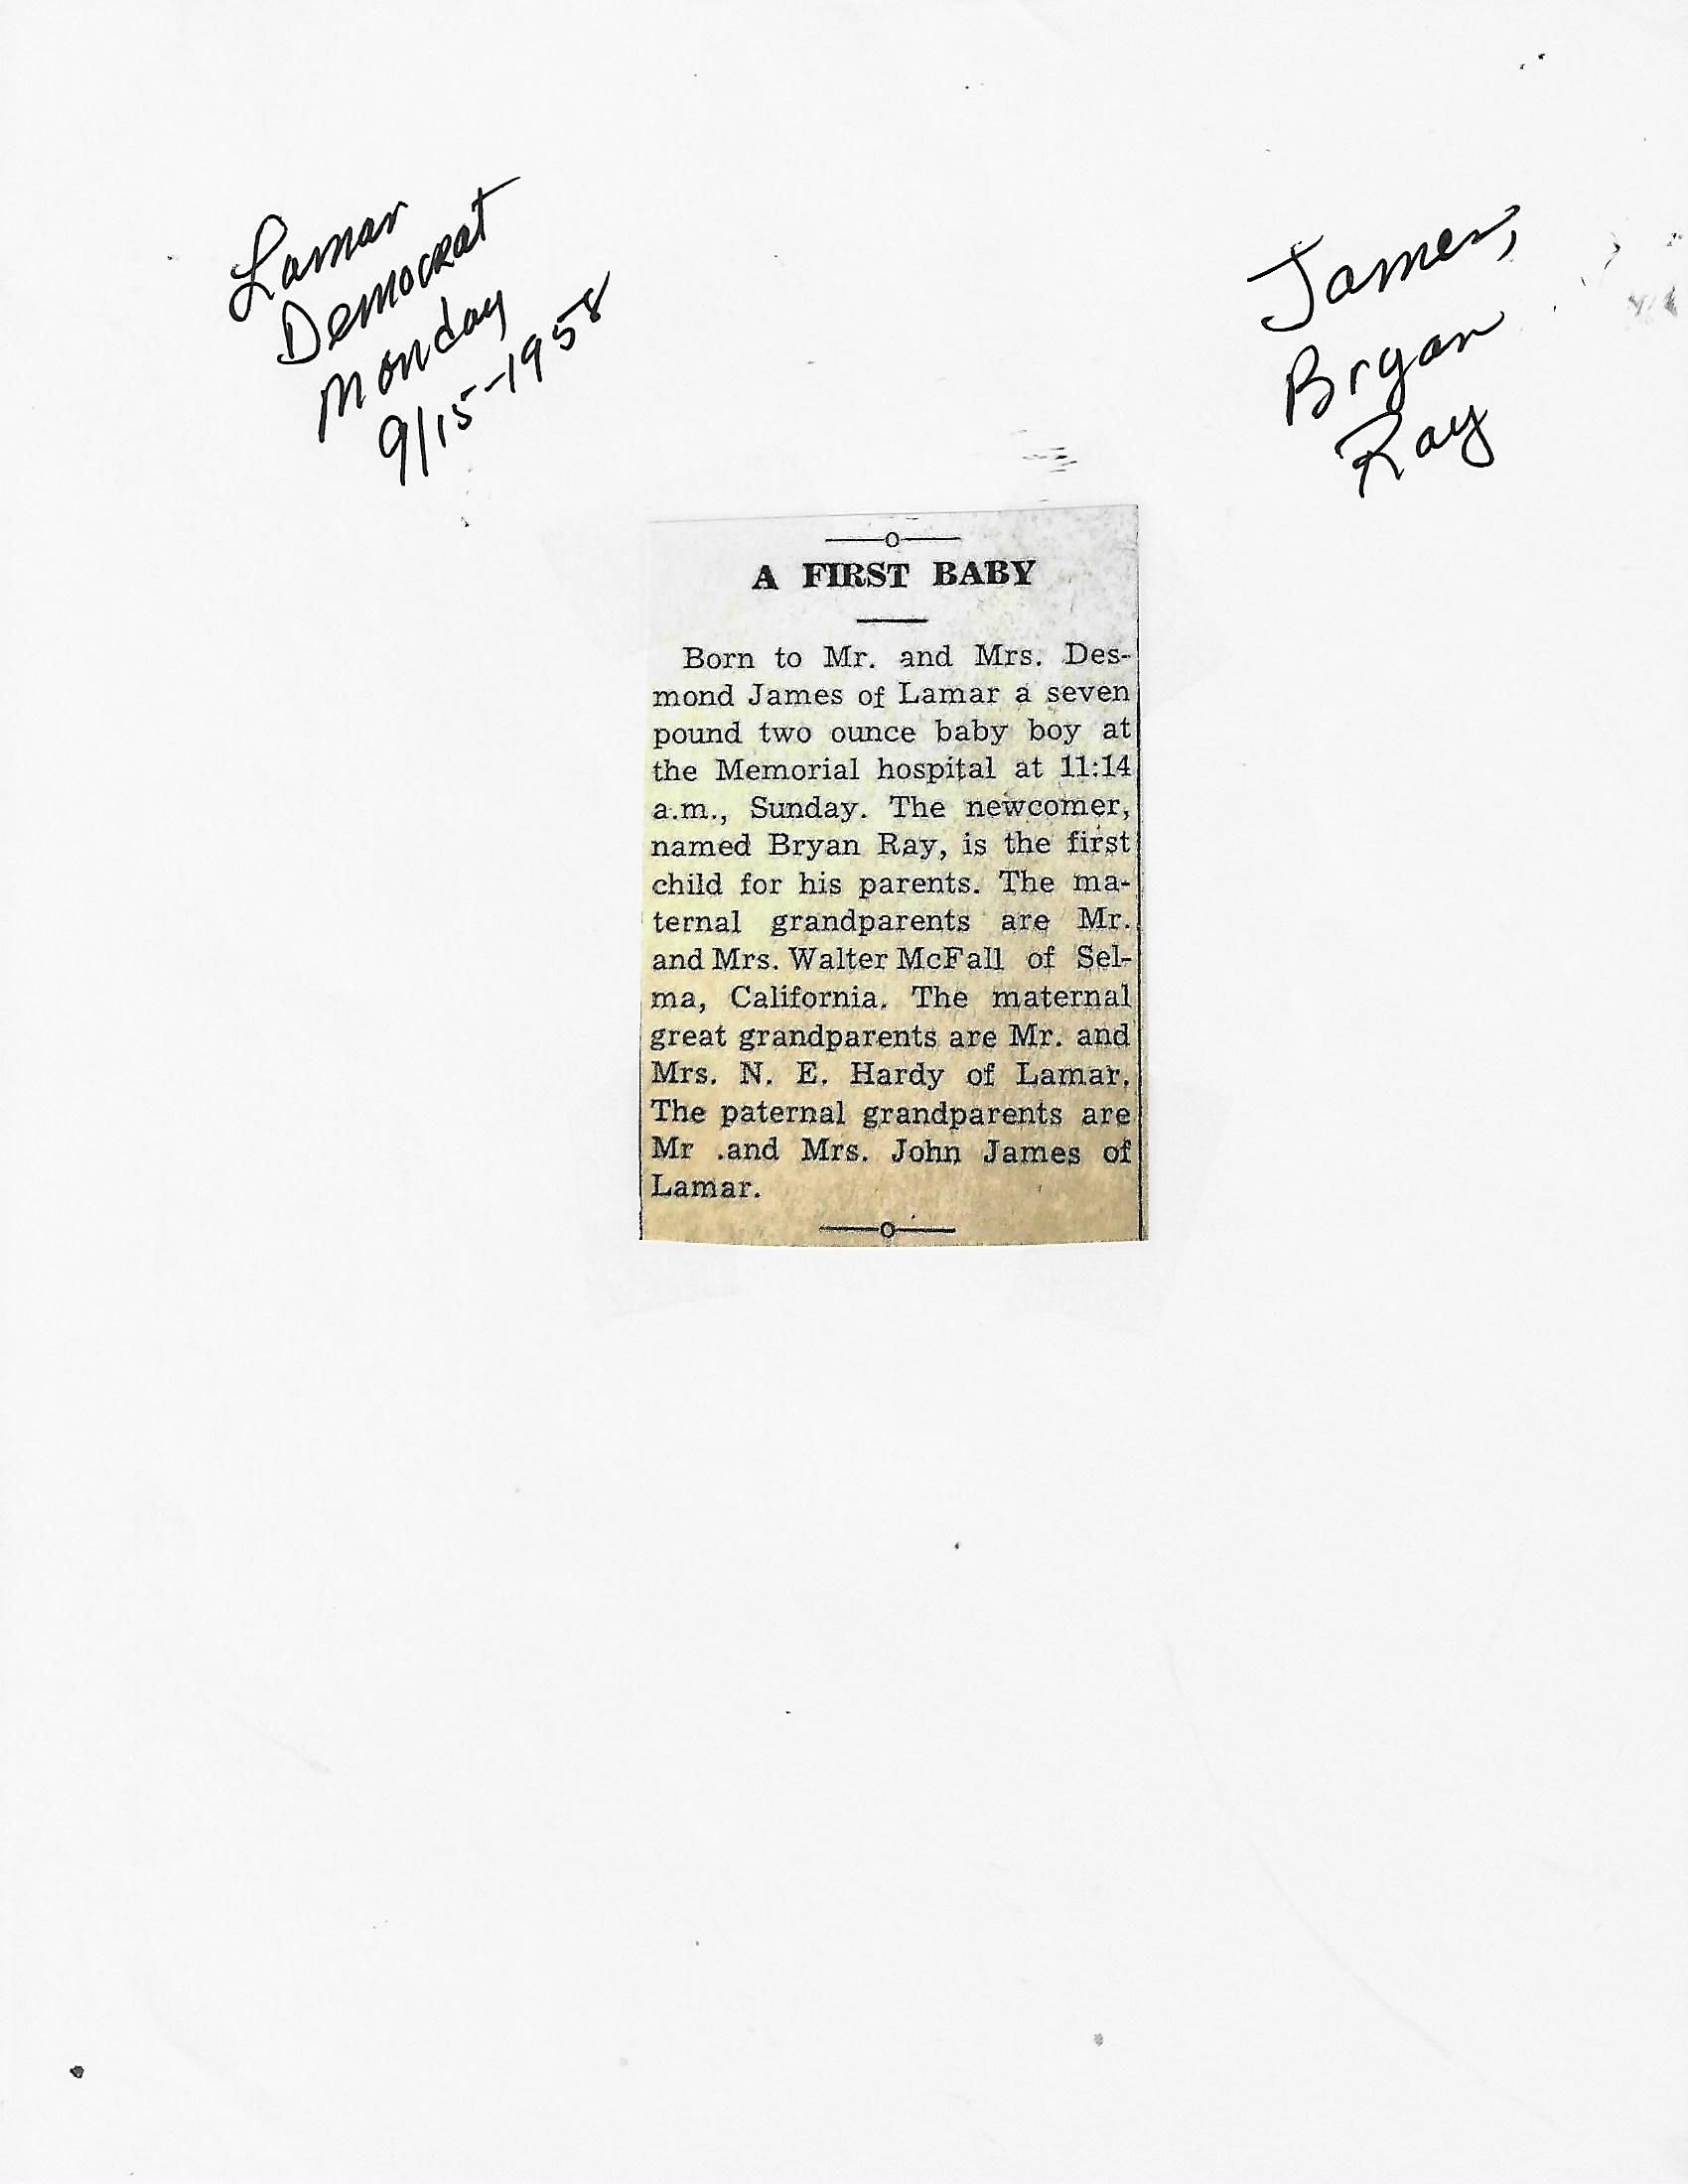 Lamar
Democrat
Monday
9/15-1958
James,
Bryan
Ray
A FIRST BABY
Born to Mr. and Mrs. Des-
mond James of Lamar a seven
pound two ounce baby boy at
the Memorial hospital at 11:14
a.m., Sunday. The newcomer,
named Bryan Ray, is the first
child for his parents. The ma-
ternal grandparents are Mr.
and Mrs. Walter McFall of Sel-
ma, California. The maternal
great grandparents are Mr. and
Mrs. N. E. Hardy of Lamar.
The paternal grandparents are
Mr .and Mrs. John James of
Lamar.